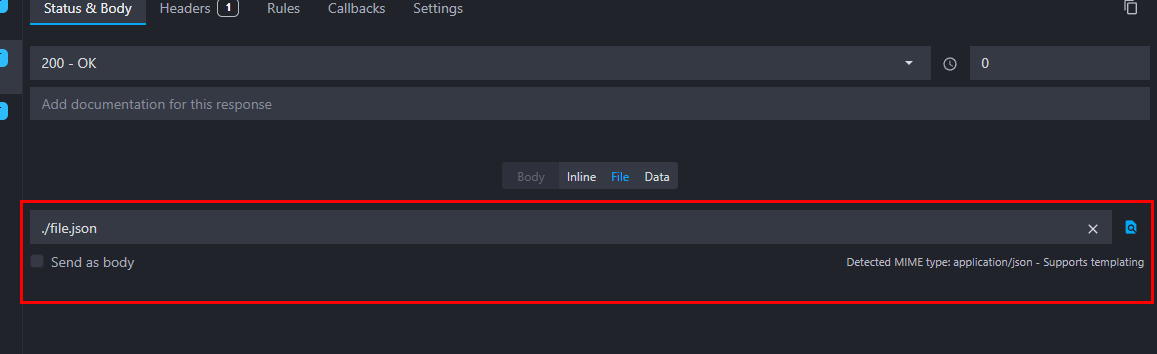 Status & Body Headers 1 Rules Callbacks Settings
200 - OK 0
Add documentation for this response
Body Inline File Data
./file.json
Send as body Detected MIME type: application/json - Supports templating